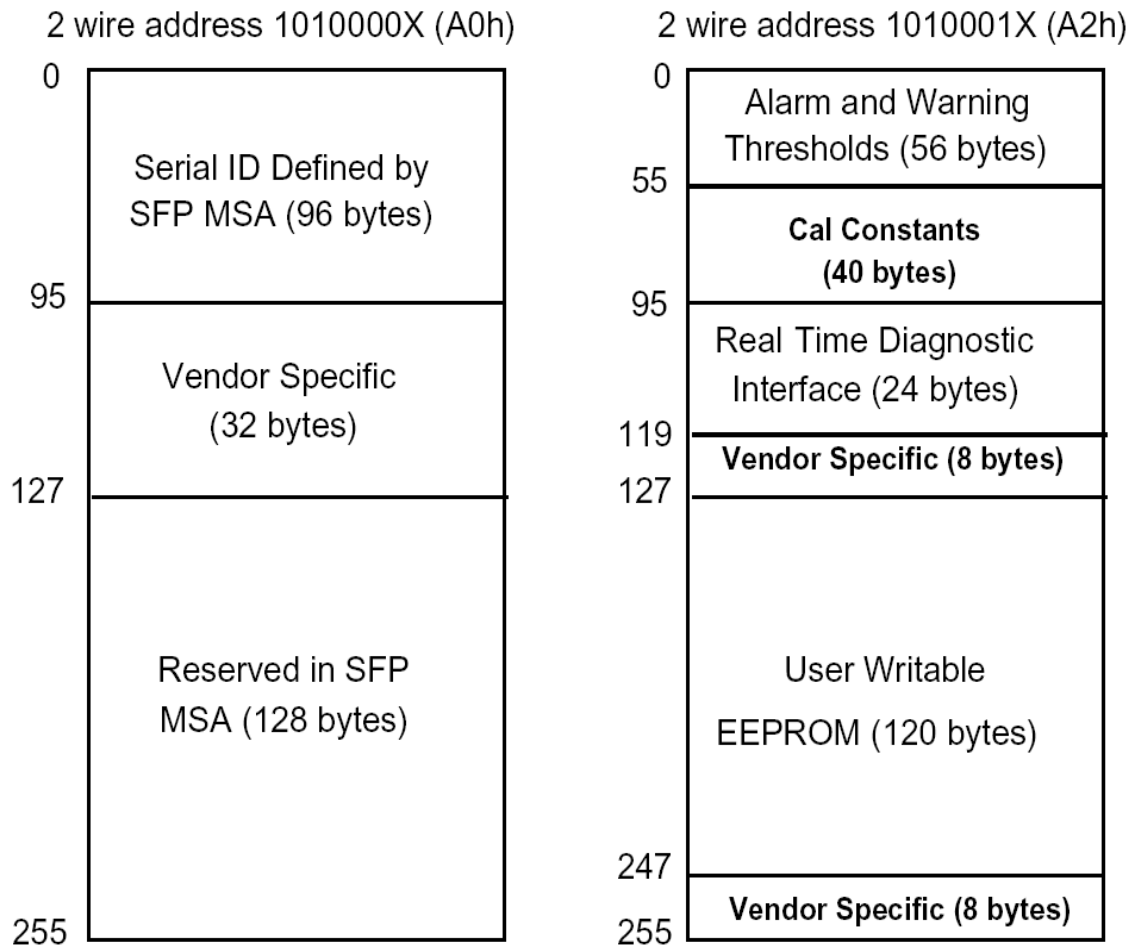 2 wire address 1010000X (A0h)
0
Serial ID Defined by
SFP MSA (96 bytes)
95
Vendor Specific
(32 bytes)
127
Reserved in SFP
MSA (128 bytes)
255
2 wire address 1010001X (A2h)
0
Alarm and Warning
Thresholds (56 bytes)
55
Cal Constants
(40 bytes)
95
Real Time Diagnostic
Interface (24 bytes)
119
Vendor Specific (8 bytes)
127
User Writable
EEPROM (120 bytes)
247
Vendor Specific (8 bytes)
255